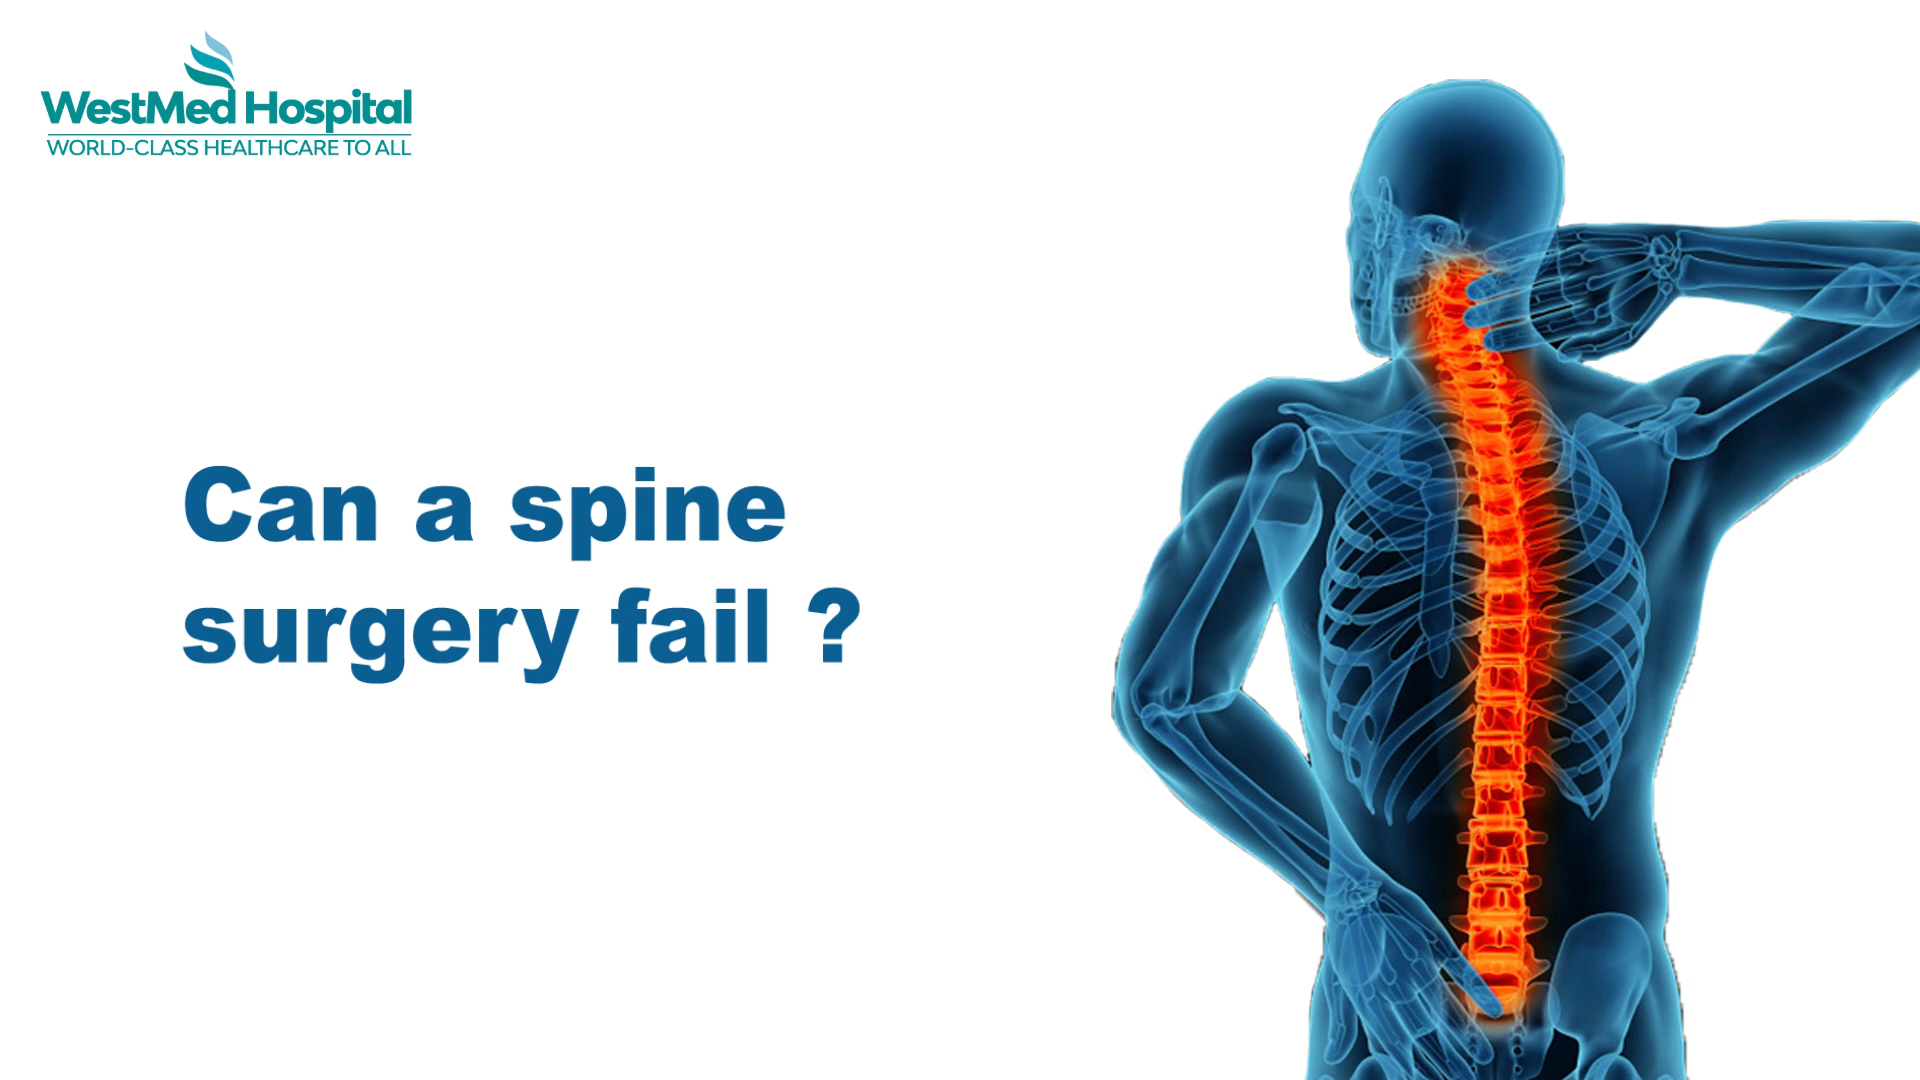 WestMed Hospital
WORLD-CLASS HEALTHCARE TO ALL
Can a spine
surgery fail ?